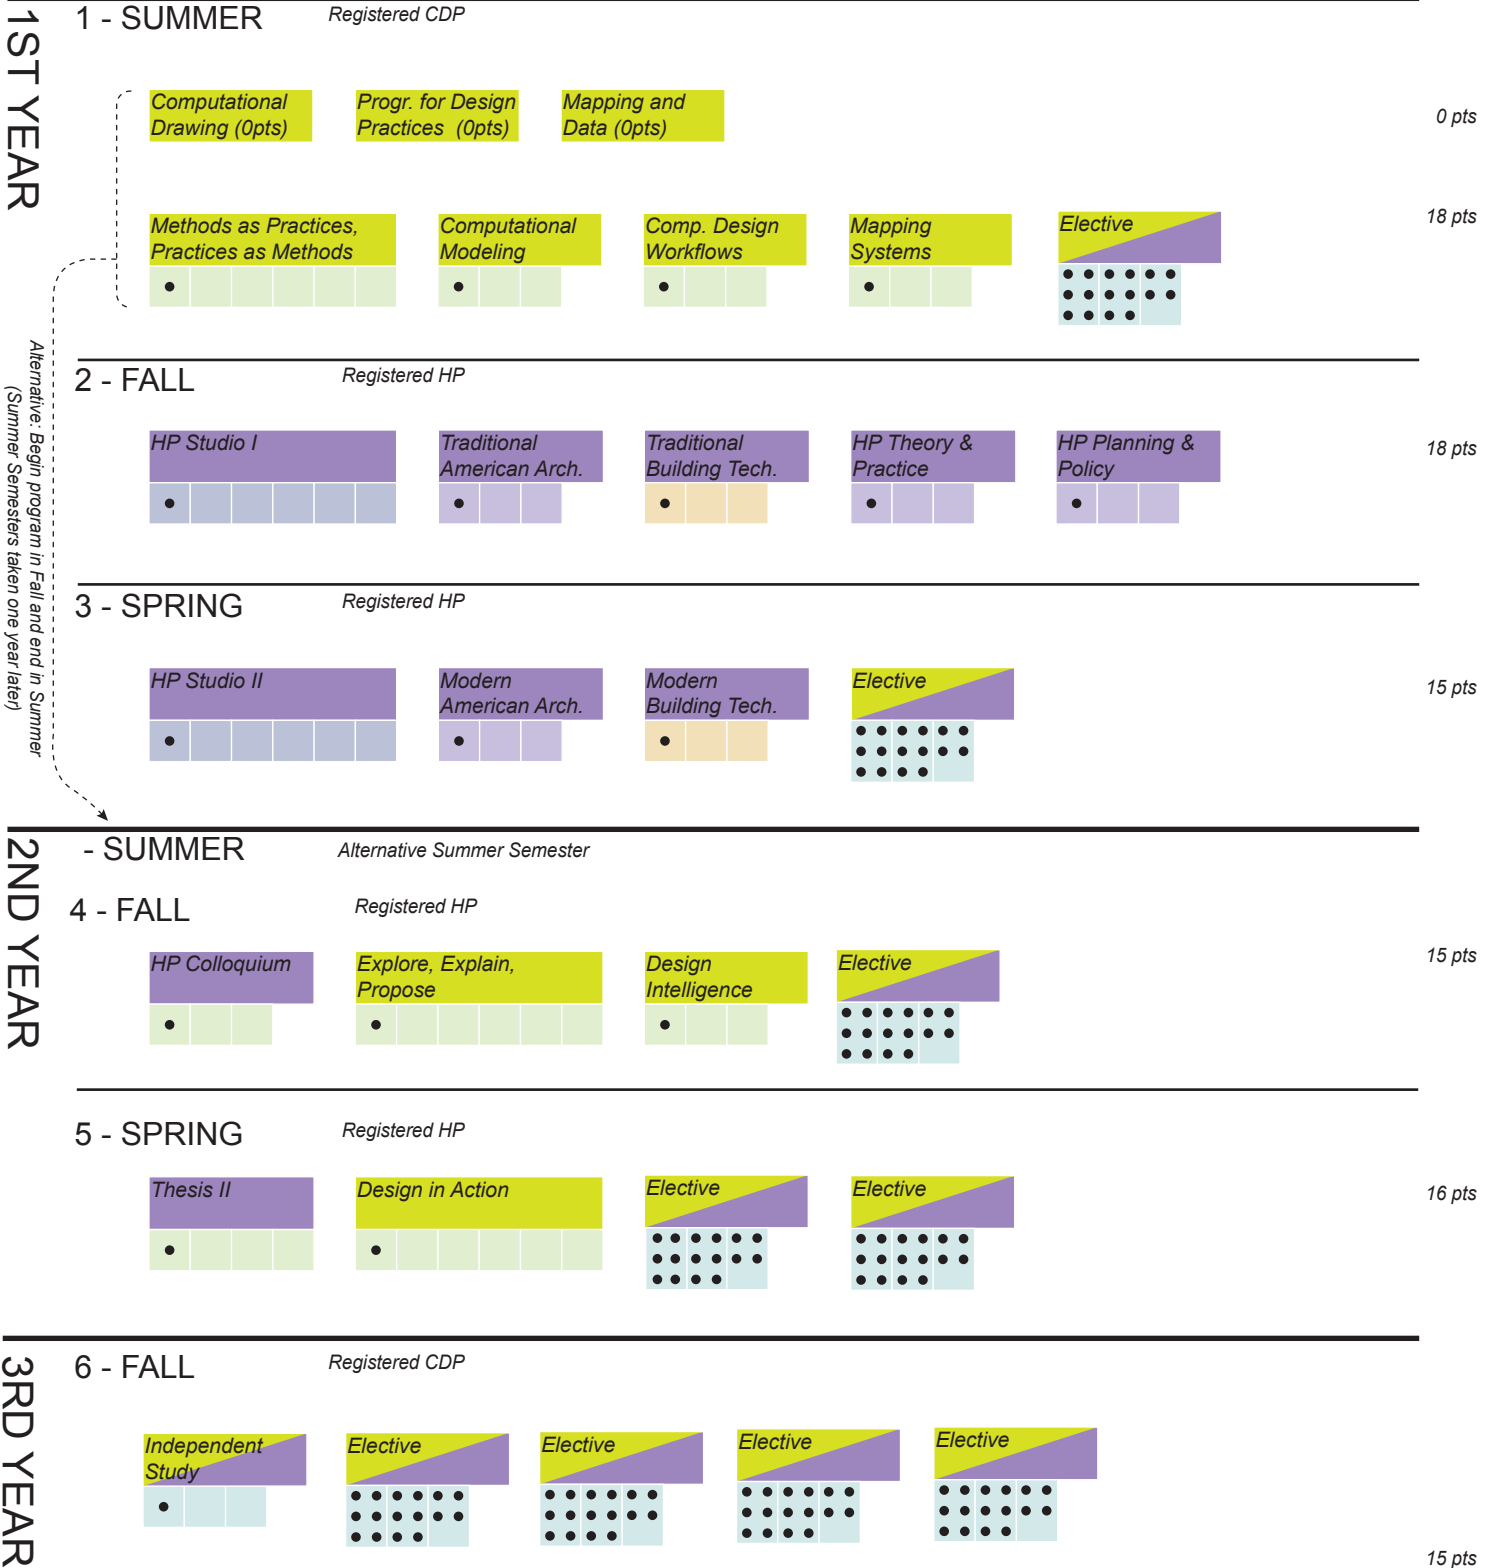 1ST YEAR
1 - SUMMER
Registered CDP
Computational
Drawing (0pts)
Progr. for Design
Practices (0pts)
Mapping and
Data (0pts)
0 pts
Methods as Practices,
Practices as Methods
Computational
Modeling
Comp. Design
Workflows
Mapping
Systems
Elective
18 pts
Alternative: Begin program in Fall and end in Summer
(Summer Semesters taken one year later)
2 - FALL
Registered HP
HP Studio I
Traditional
American Arch.
Traditional
Building Tech.
HP Theory &
Practice
HP Planning &
Policy
18 pts
3 - SPRING
Registered HP
HP Studio II
Modern
American Arch.
Modern
Building Tech.
Elective
15 pts
2ND YEAR
- SUMMER
Alternative Summer Semester
4 - FALL
Registered HP
HP Colloquium
Explore, Explain,
Propose
Design
Intelligence
Elective
15 pts
5 - SPRING
Registered HP
Thesis II
Design in Action
Elective
Elective
16 pts
3RD YEAR
6 - FALL
Registered CDP
Independent
Study
Elective
Elective
Elective
Elective
15 pts